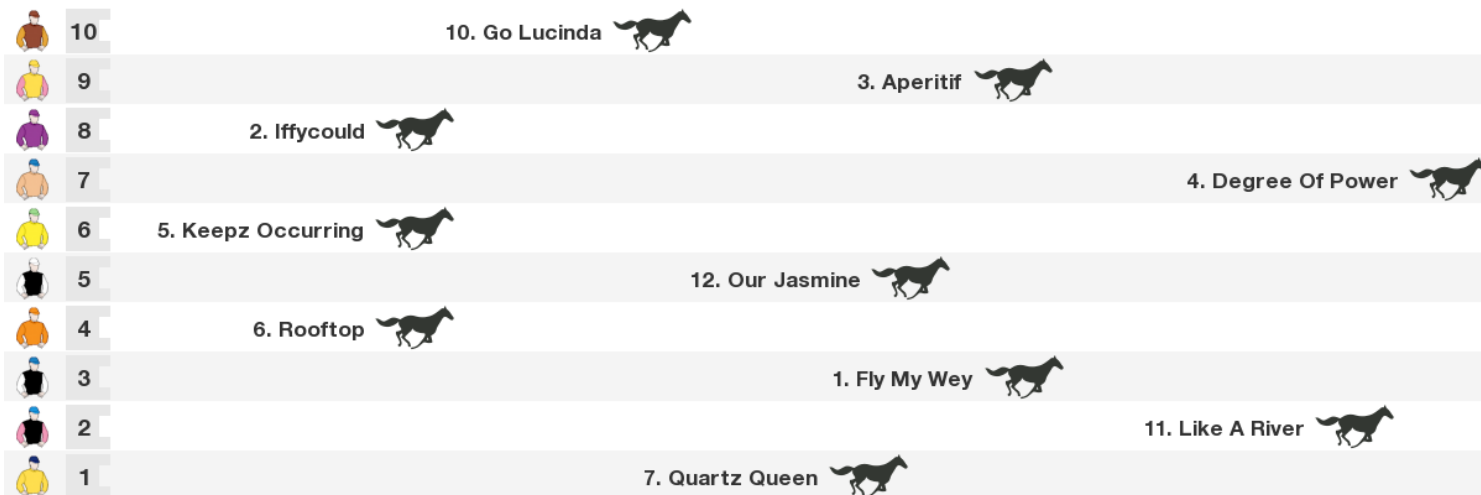 10 10. Go Lucinda
9 3. Aperitif
8 2. Iffycould
7 4. Degree Of Power
6 5. Keepz Occurring
5 12. Our Jasmine
4 6. Rooftop
3 1. Fly My Wey
2 11. Like A River
1 7. Quartz Queen